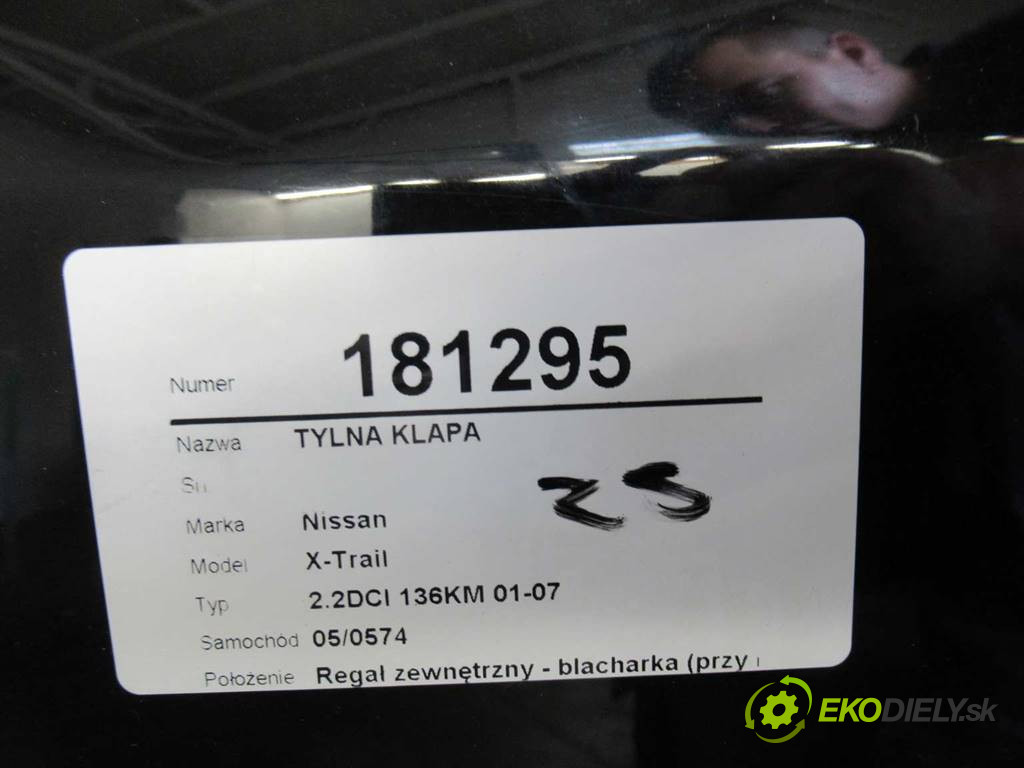 Numer 181295
Nazwa TYLNA KLAPA
Sn
Marka Nissan
Model X-Trail
Typ 2.2DCI 136KM 01-07
Samochód 05/0574
Położenie Regał zewnętrzny - blacharka (przy
EKODIELY.sk